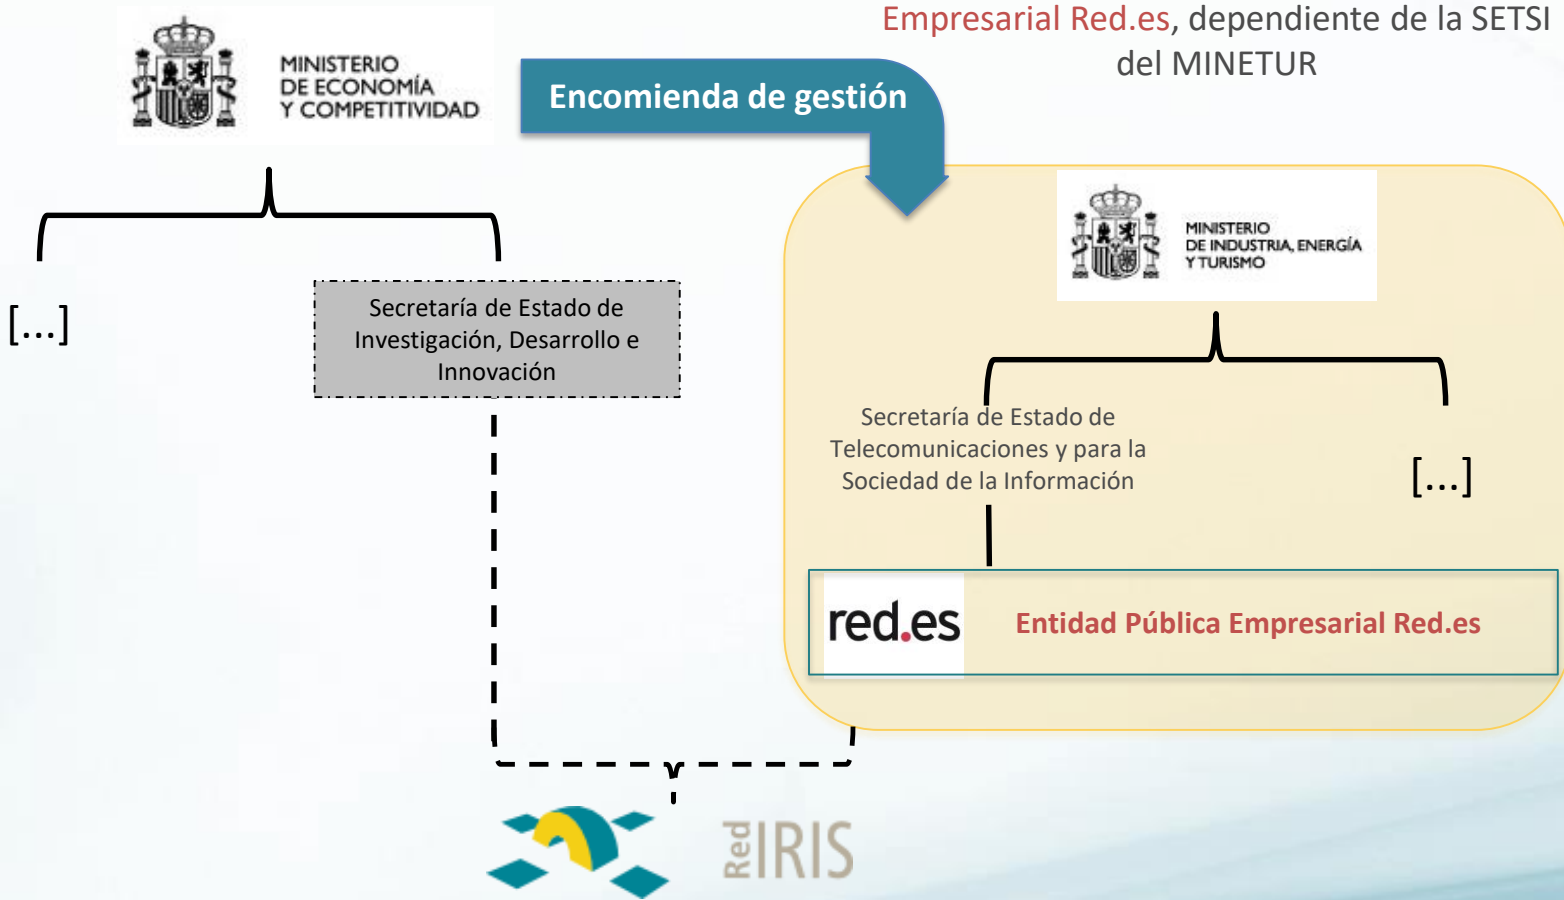 Empresarial Red.es, dependiente de la SETSI
del MINETUR
MINISTERIO
DE ECONOMÍA
Y COMPETITIVIDAD
Encomienda de gestión
MINISTERIO
DE INDUSTRIA, ENERGÍA
Y TURISMO
[...]
Secretaría de Estado de
Investigación, Desarrollo e
Innovación
Secretaría de Estado de
Telecomunicaciones y para la
Sociedad de la Información
[...]
red.es
Entidad Pública Empresarial Red.es
Red IRIS